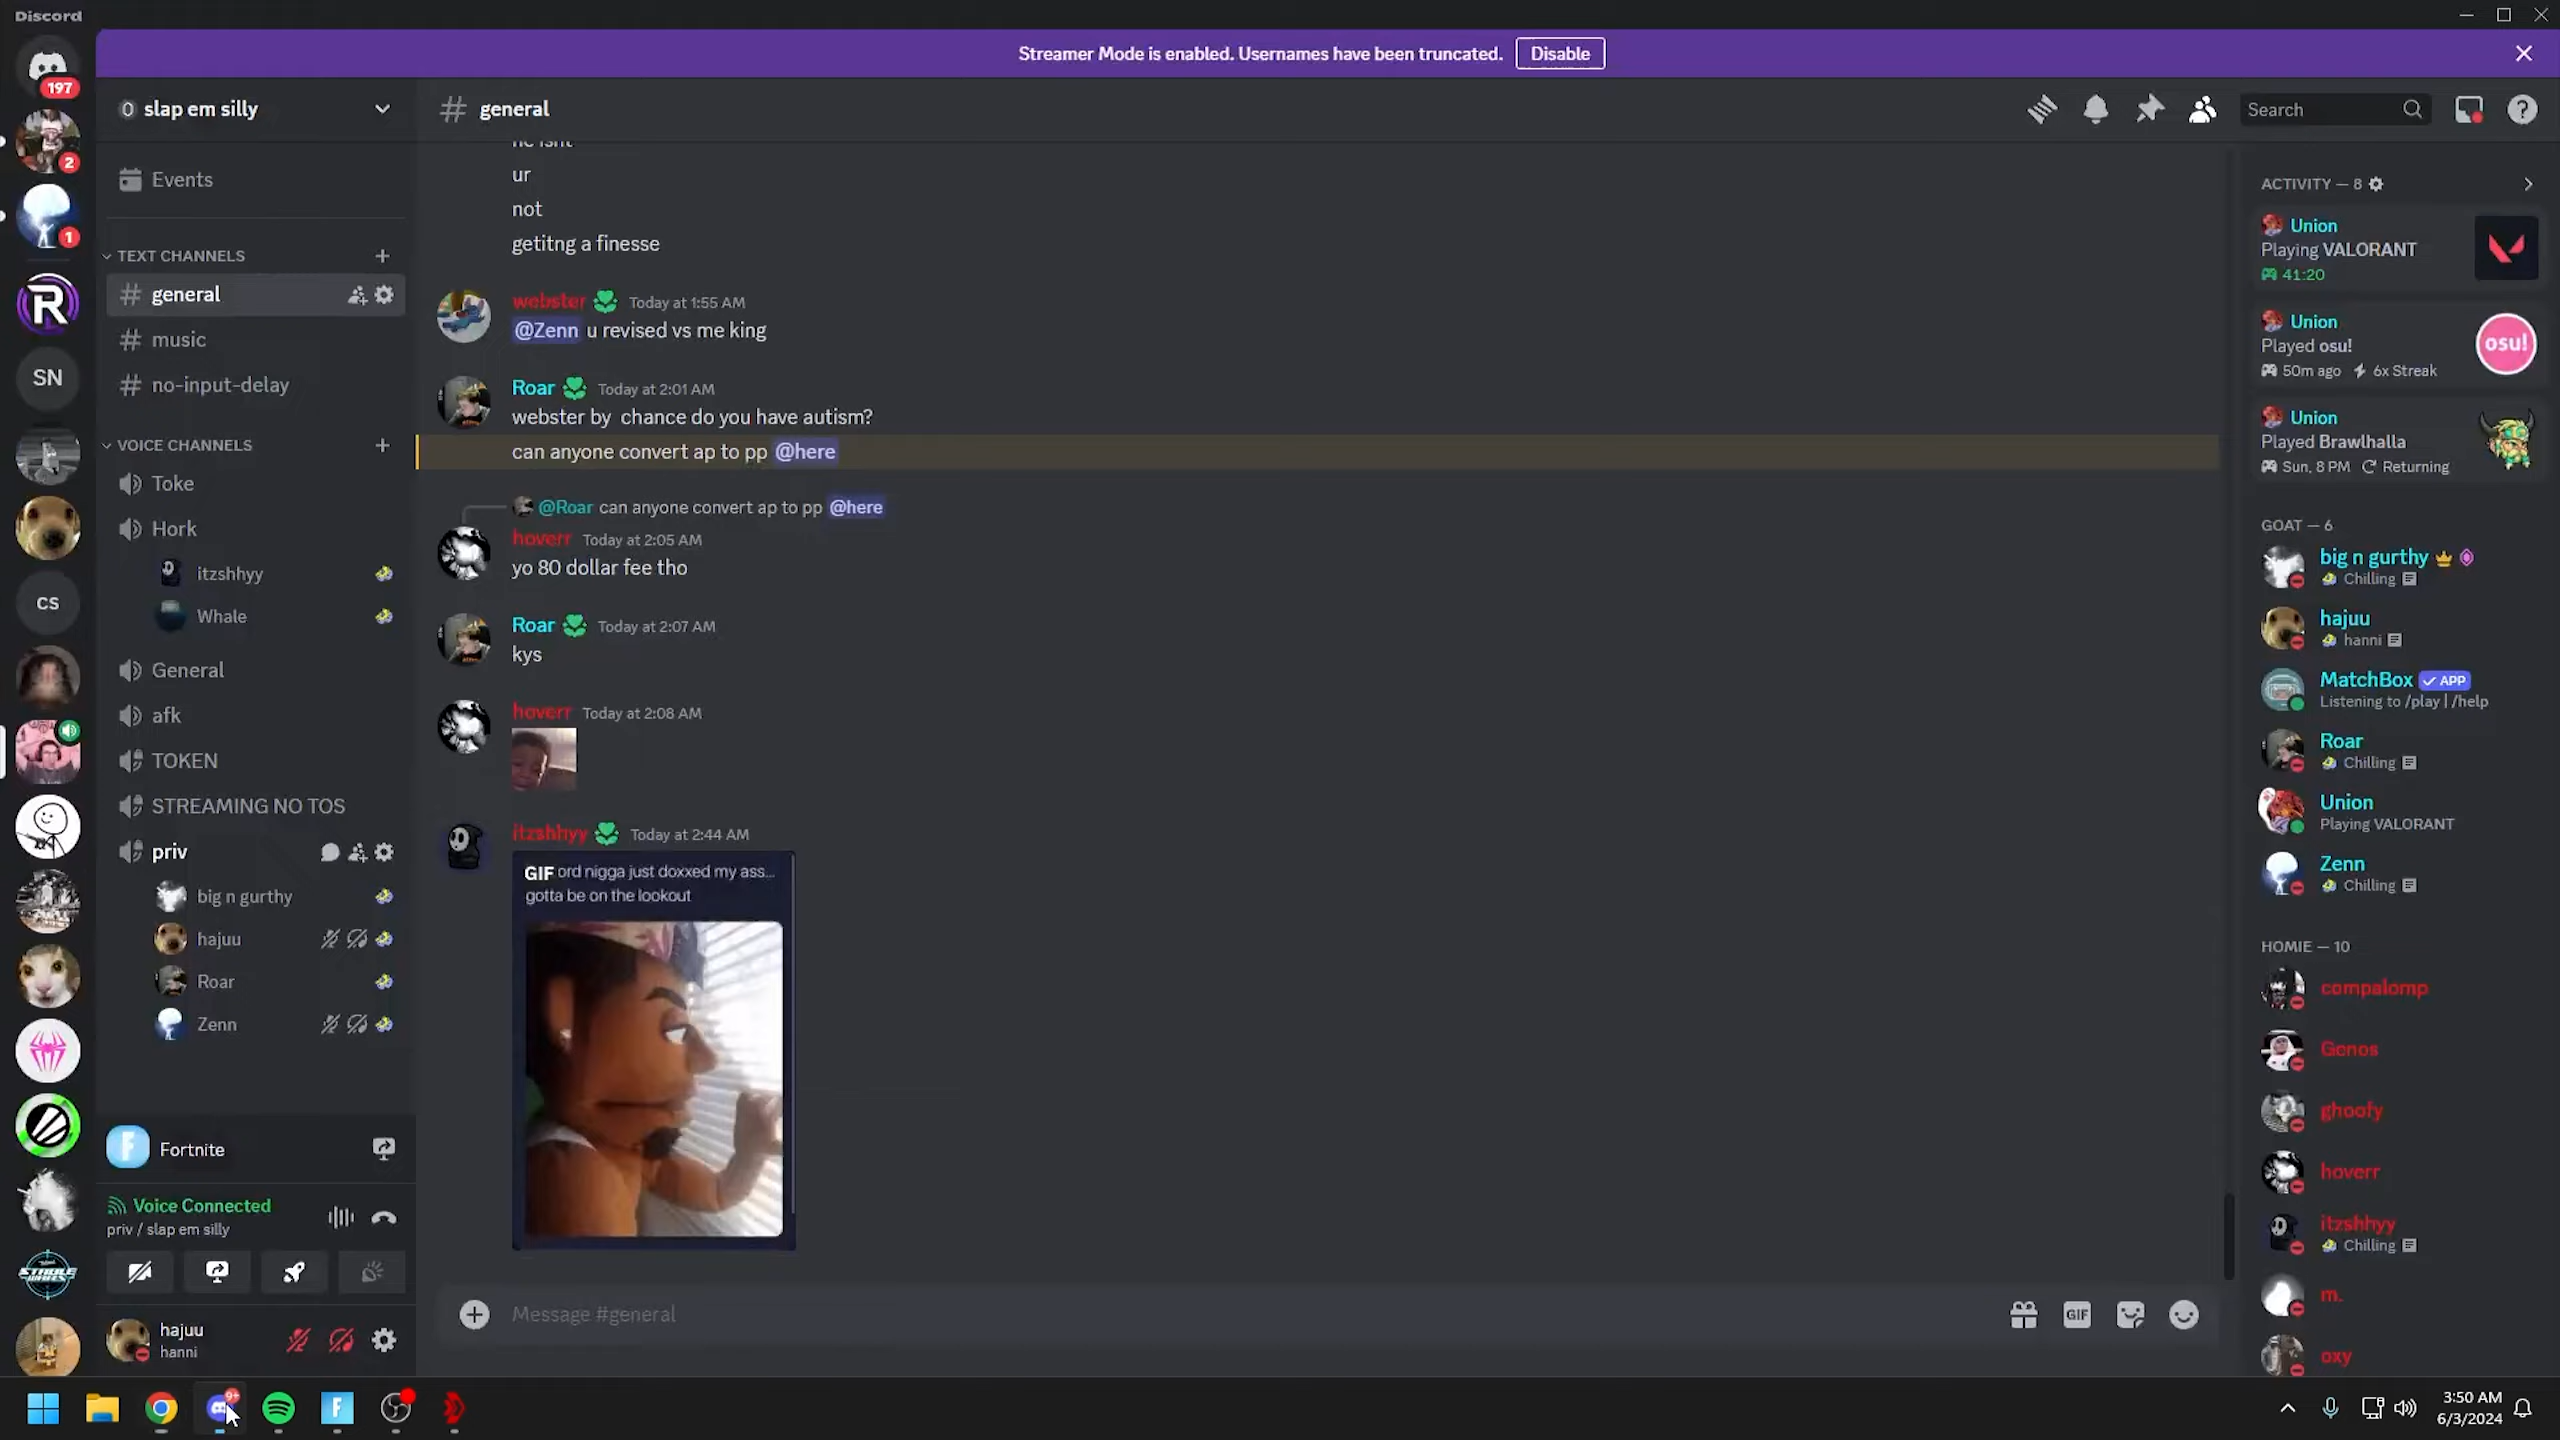 Discord
Streamer Mode is enabled. Usernames have been truncated.
Disable
197
2
1
SN
CS
slap em silly
Events
TEXT CHANNELS
general
music
no-input-delay
VOICE CHANNELS
Toke
Hork
itzshhyy
Whale
General
afk
TOKEN
STREAMING NO TOS
priv
big n gurthy
hajuu
Roar
Zenn
Fortnite
Voice Connected
priv / slap em silly
hajuu
hanni
general
Search
he isnt
ur
not
getitng a finesse
webster Today at 1:55 AM
@Zenn u revised vs me king
Roar Today at 2:01 AM
webster by chance do you have autism?
can anyone convert ap to pp @here
@Roar can anyone convert ap to pp @here
hoverr Today at 2:05 AM
yo 80 dollar fee tho
Roar Today at 2:07 AM
kys
hoverr Today at 2:08 AM
itzshhyy Today at 2:44 AM
GIF ord nigga just doxxed my ass...
gotta be on the lookout
Message #general
GIF
ACTIVITY — 8
Union
Playing VALORANT
41:20
Union
Played osu!
50m ago 6x Streak
osu!
Union
Played Brawlhalla
Sun, 8 PM Returning
GOAT — 6
big n gurthy
Chilling
hajuu
hanni
MatchBox APP
Listening to /play | /help
Roar
Chilling
Union
Playing VALORANT
Zenn
Chilling
HOMIE — 10
compalomp
Genos
ghoofy
hoverr
itzshhyy
Chilling
m.
oxy
9+
3:50 AM
6/3/2024